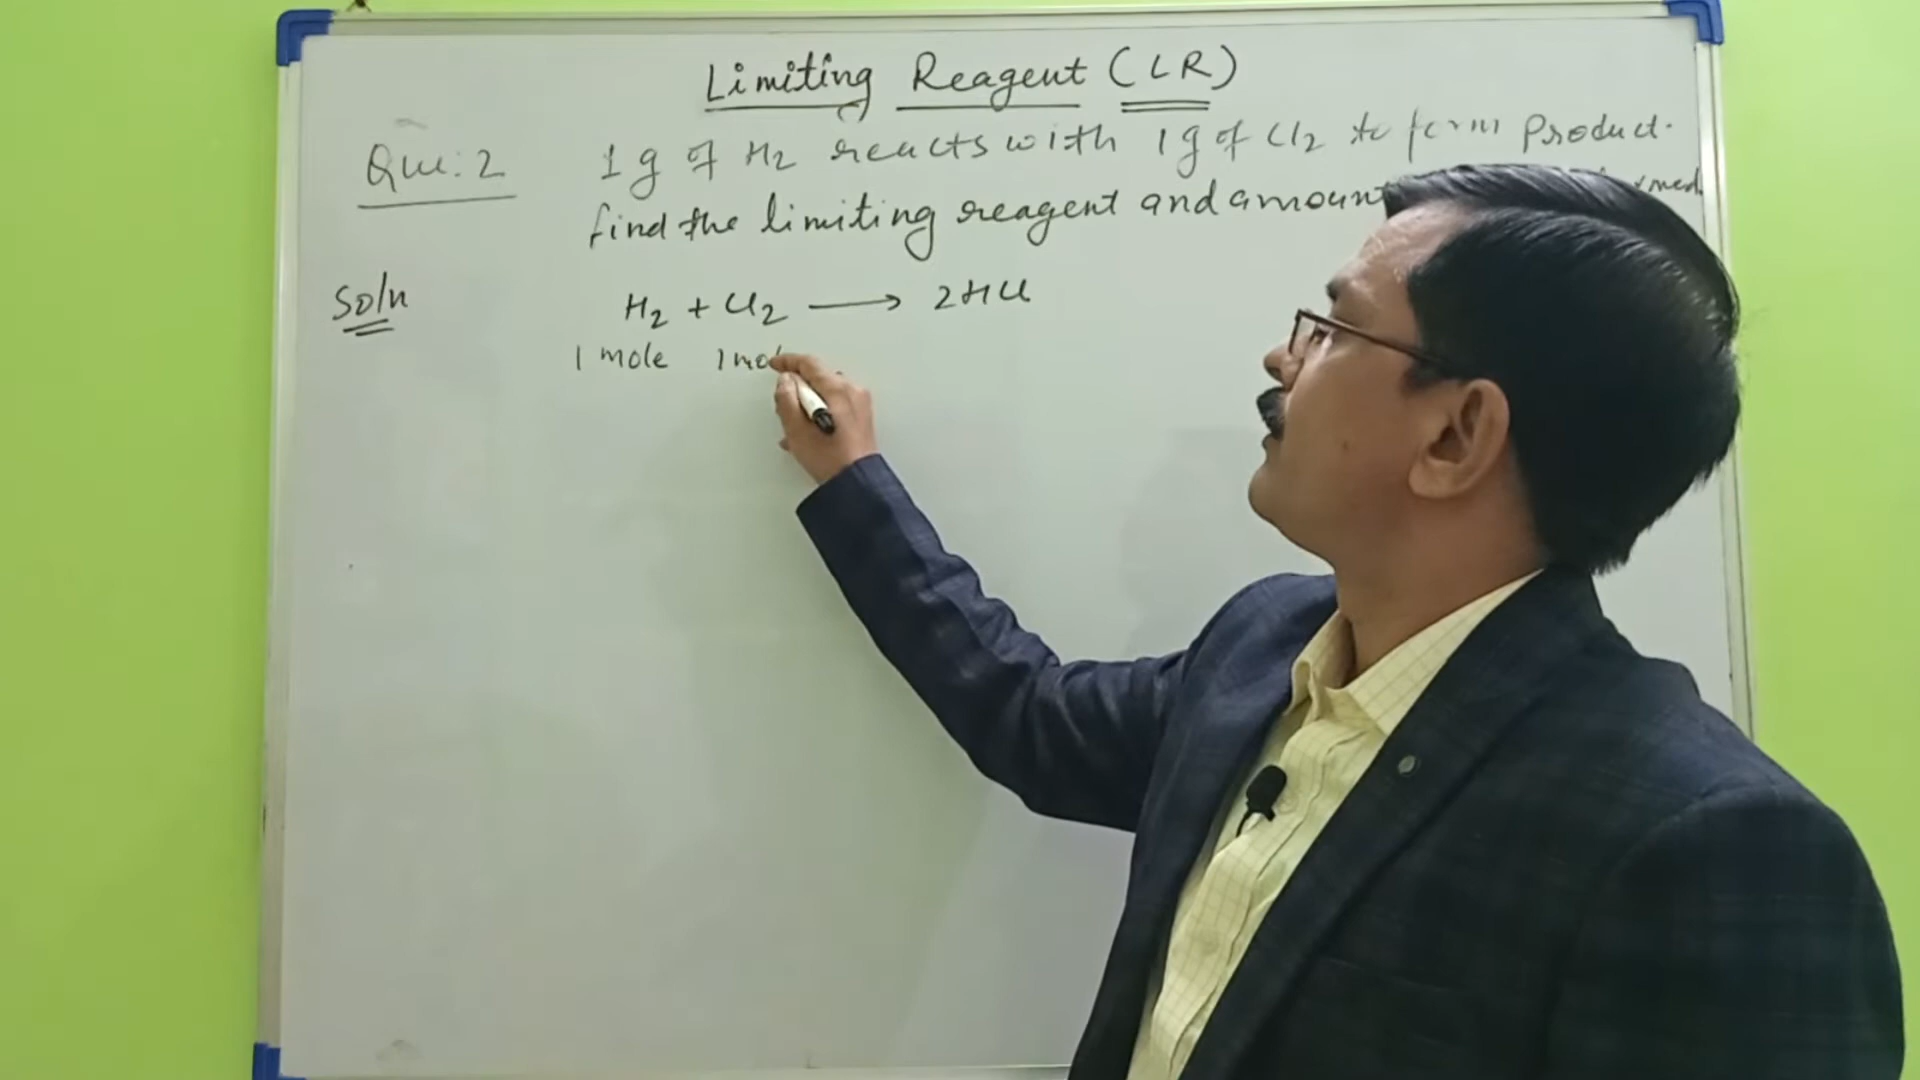 Limiting Reagent (LR)
Que:2 1g of H2 reacts with 1g of Cl2 to form Product.
find the limiting reagent and amount
Soln H2 + Cl2 → 2HCl
1 mole 1 mol